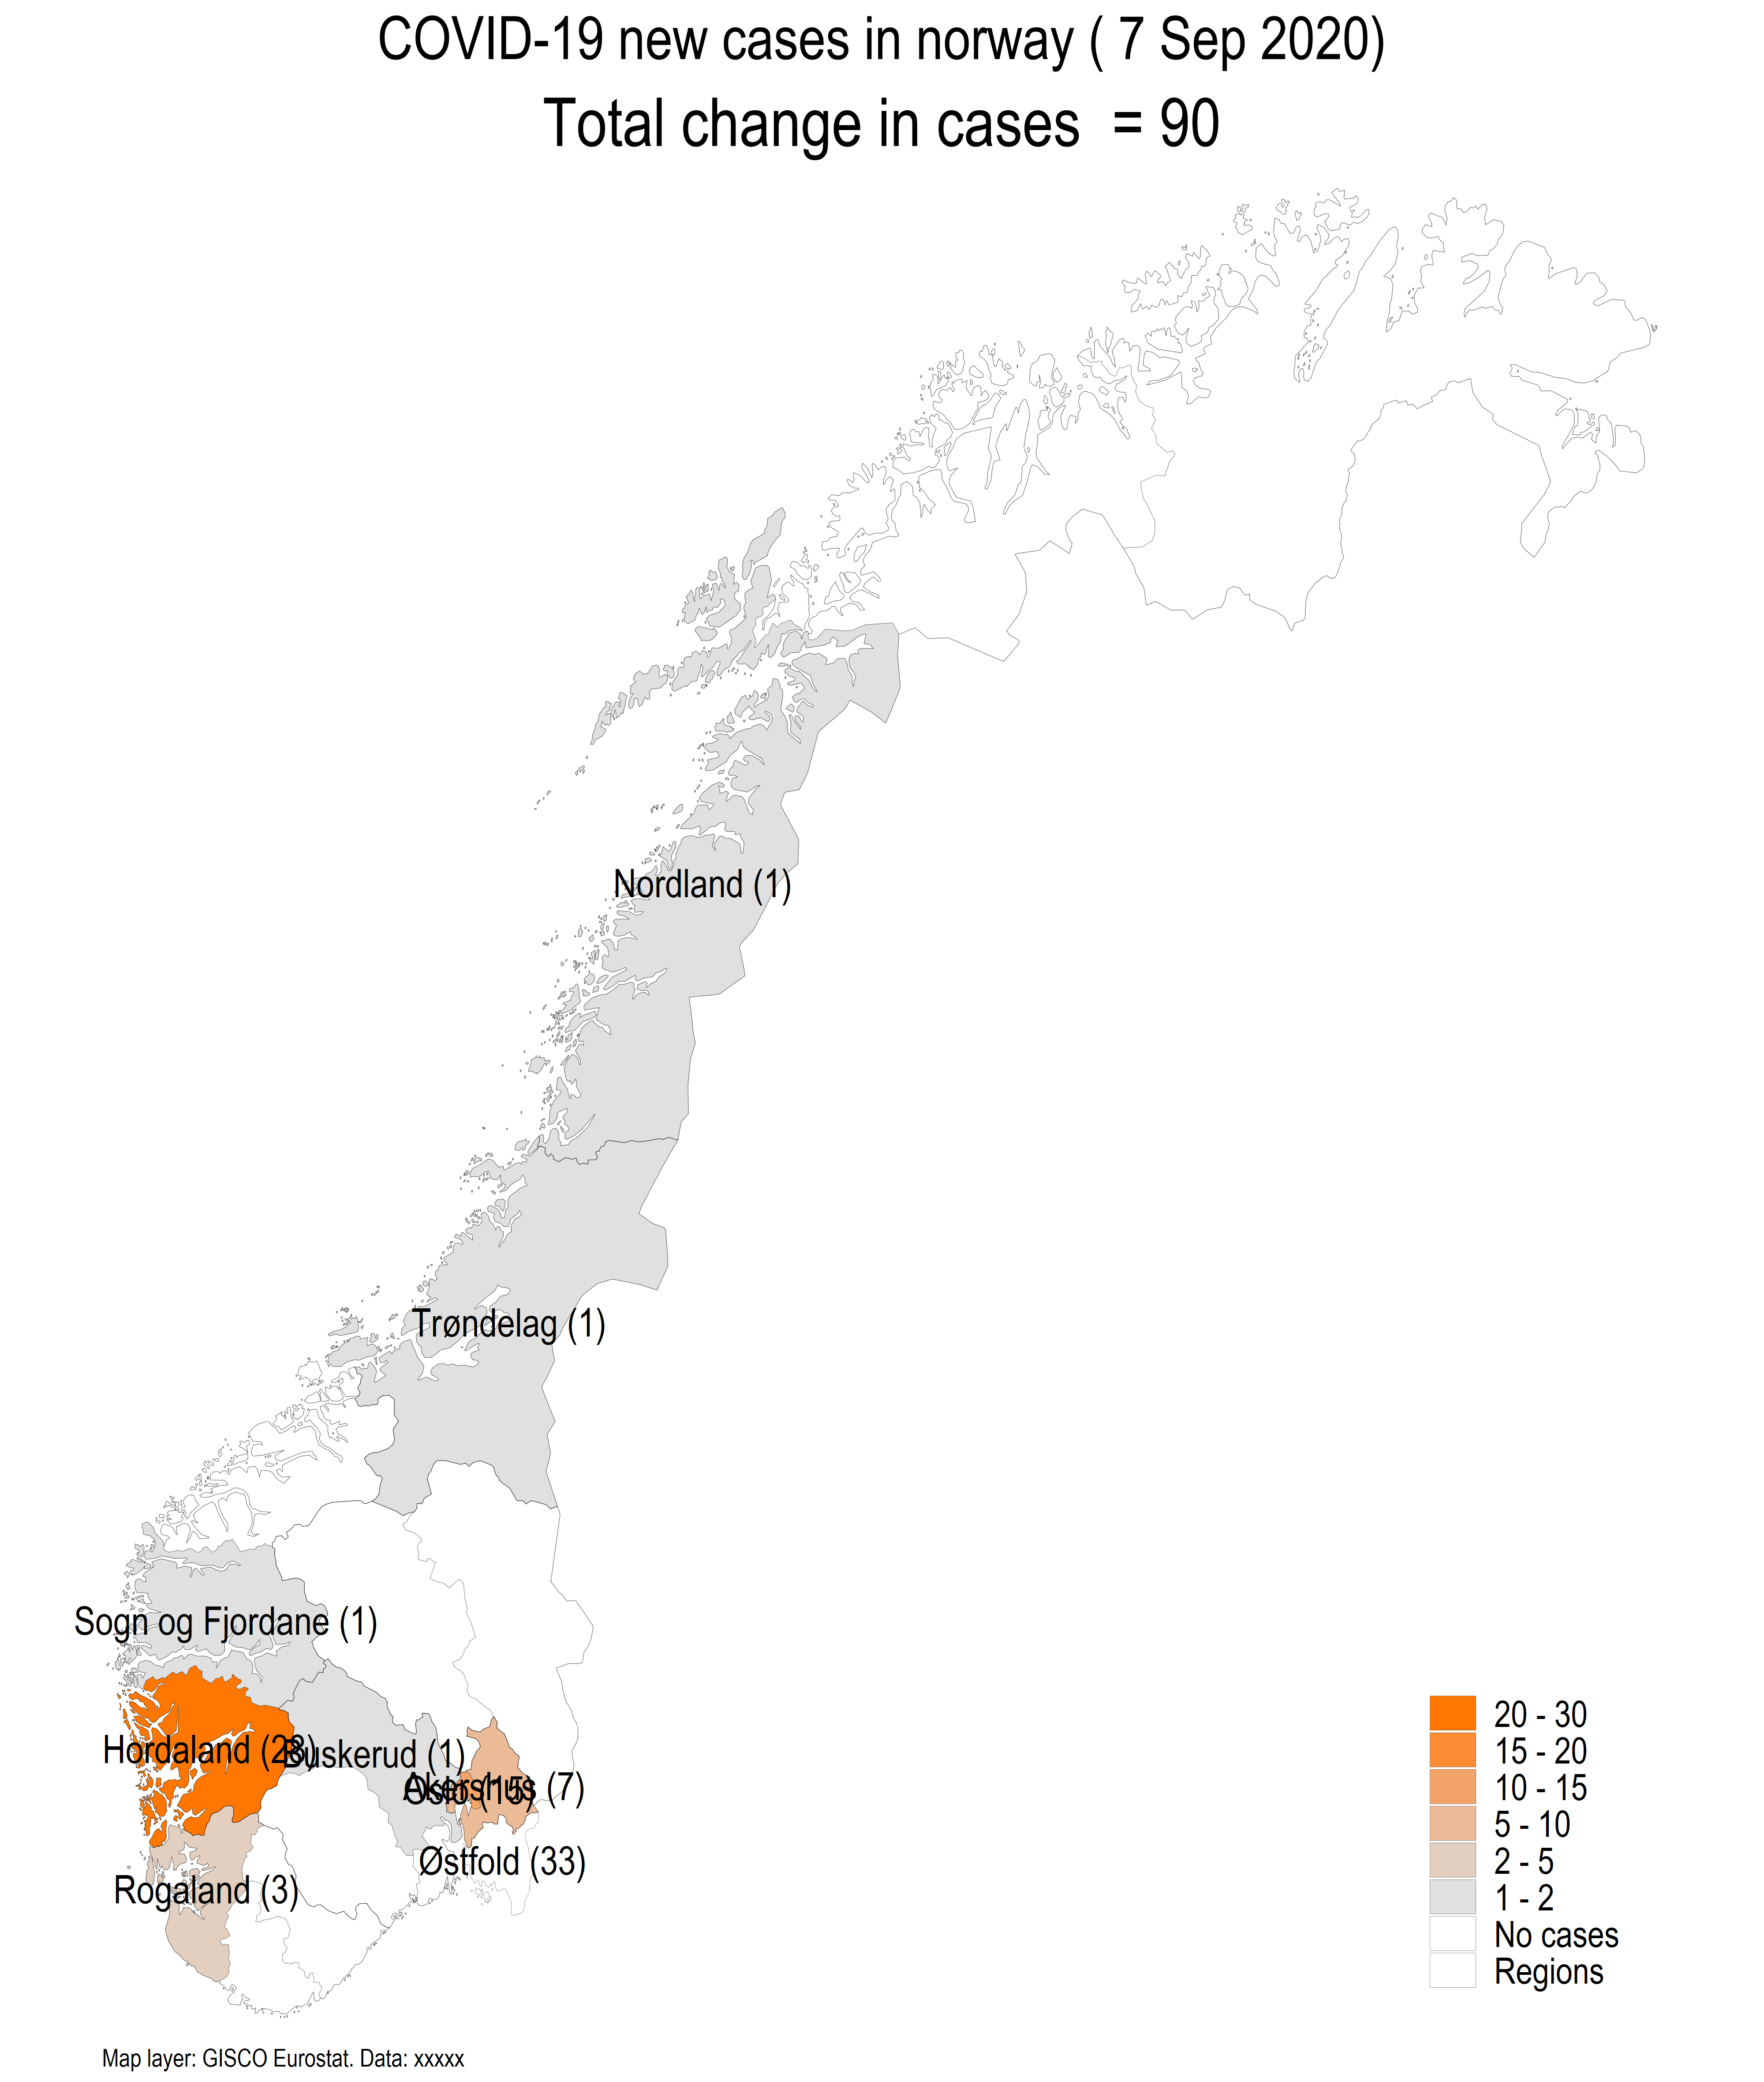 COVID-19 new cases in norway ( 7 Sep 2020)
Total change in cases  = 90
Nordland (1)
Trøndelag (1)
Sogn og Fjordane (1)
Hordaland (28)
Buskerud (1)
Akershus (7)
Oslo (15)
Østfold (33)
Rogaland (3)
20 - 30
15 - 20
10 - 15
5 - 10
2 - 5
1 - 2
No cases
Regions
Map layer: GISCO Eurostat. Data: xxxxx